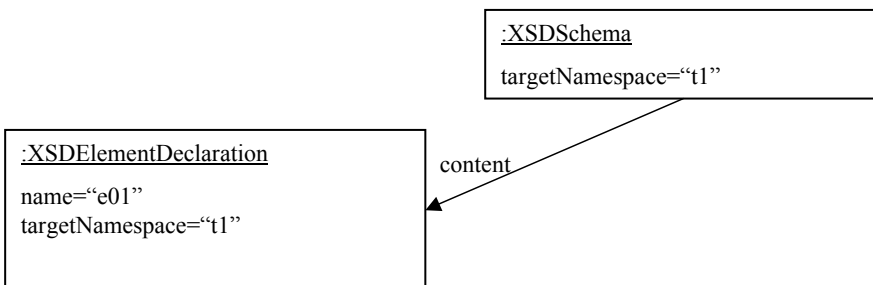 :XSDSchema
targetNamespace=“t1”
:XSDElementDeclaration
name=“e01”
targetNamespace=“t1”
content